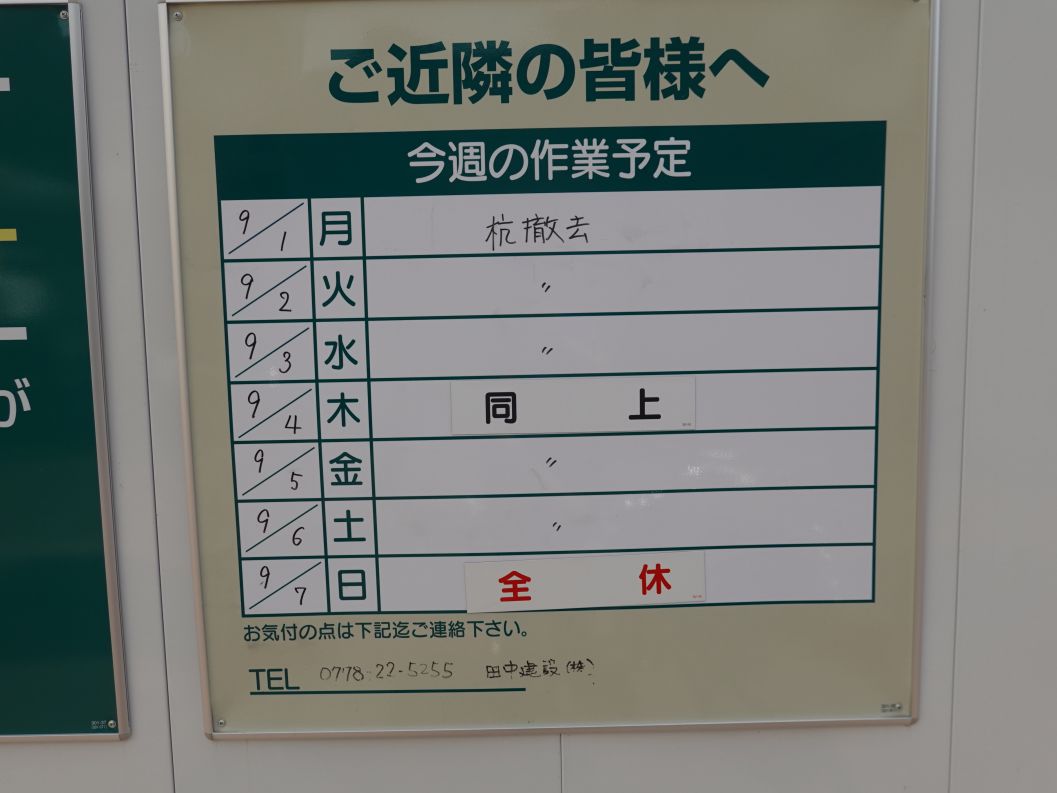 が
ご近隣の皆様へ
今週の作業予定
9/1 月 杭撤去
9/2 火 〃
9/3 水 〃
9/4 木 同上
9/5 金 〃
9/6 土 〃
9/7 日 全休
お気付の点は下記迄ご連絡下さい。
TEL 0778-22-5255 田中建設(株)